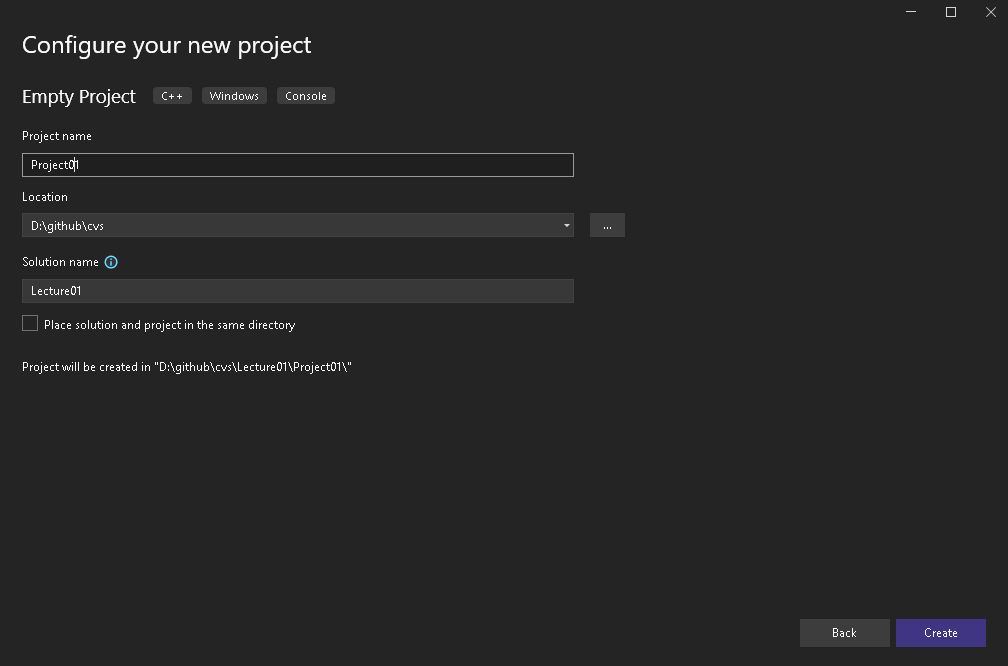 Configure your new project
Empty Project C++ Windows Console
Project name
Project01
Location
D:\github\cvs
...
Solution name
Lecture01
Place solution and project in the same directory
Project will be created in "D:\github\cvs\Lecture01\Project01\"
Back Create